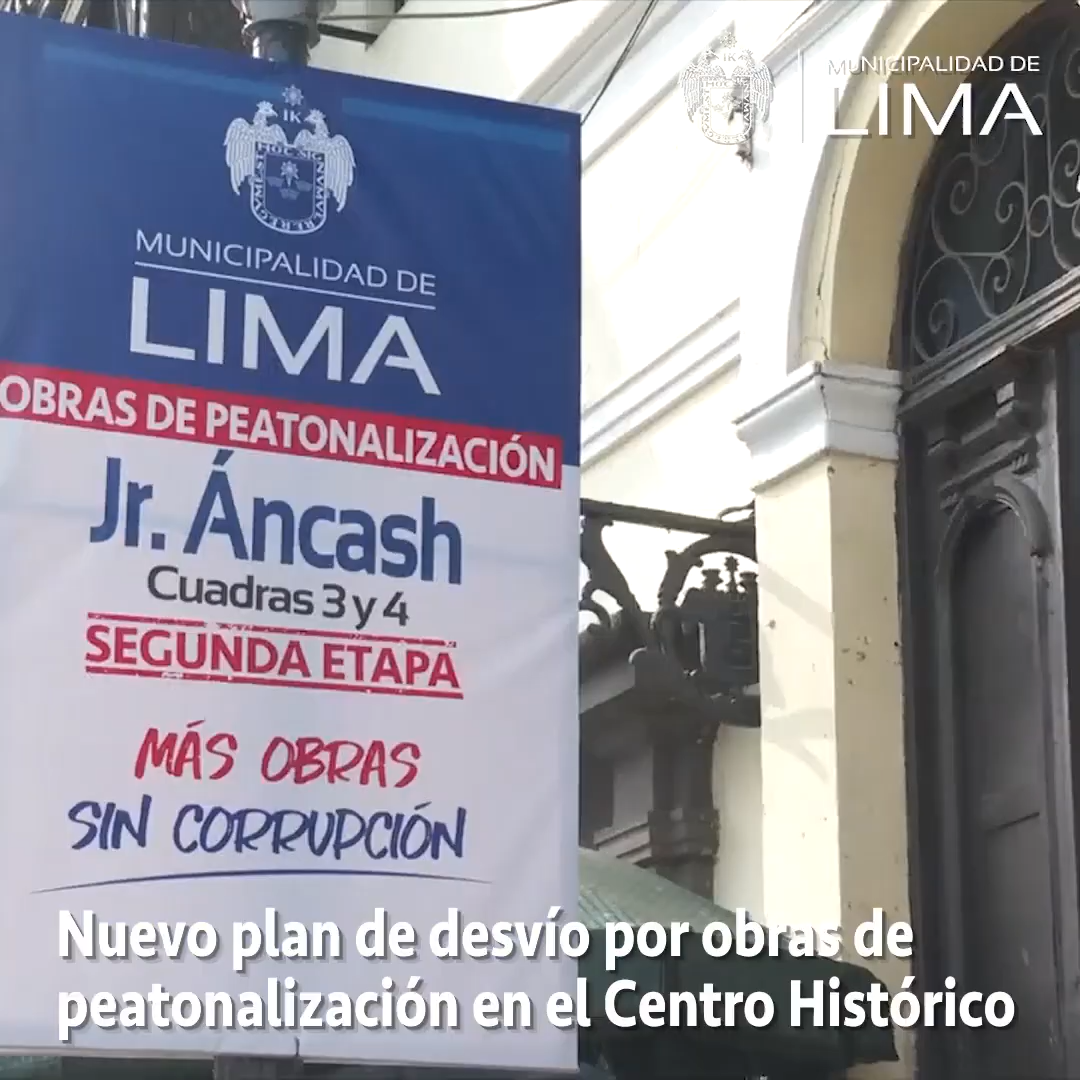 MUNICIPALIDAD DE
LIMA
IK
MUNICIPALIDAD DE
LIMA
OBRAS DE PEATONALIZACIÓN
Jr. Áncash
Cuadras 3 y 4
SEGUNDA ETAPA
MÁS OBRAS
SIN CORRUPCIÓN
Nuevo plan de desvío por obras de
peatonalización en el Centro Histórico